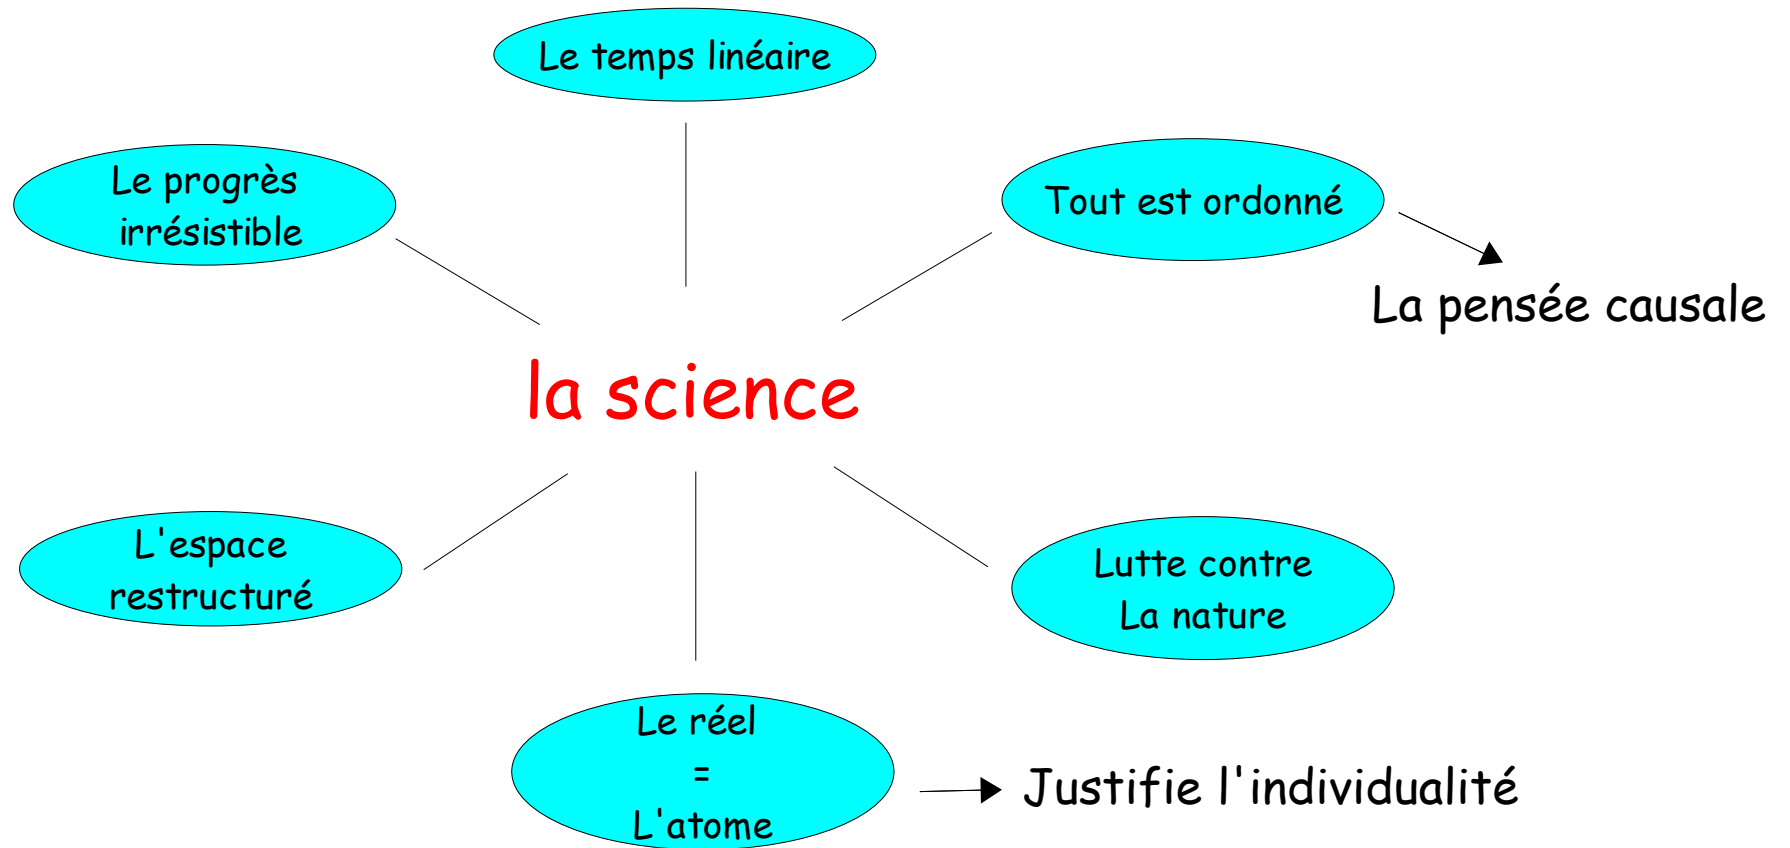 Le temps linéaire
Le progrès
irrésistible
Tout est ordonné
La pensée causale
la science
L'espace
restructuré
Lutte contre
La nature
Le réel
=
L'atome
Justifie l'individualité